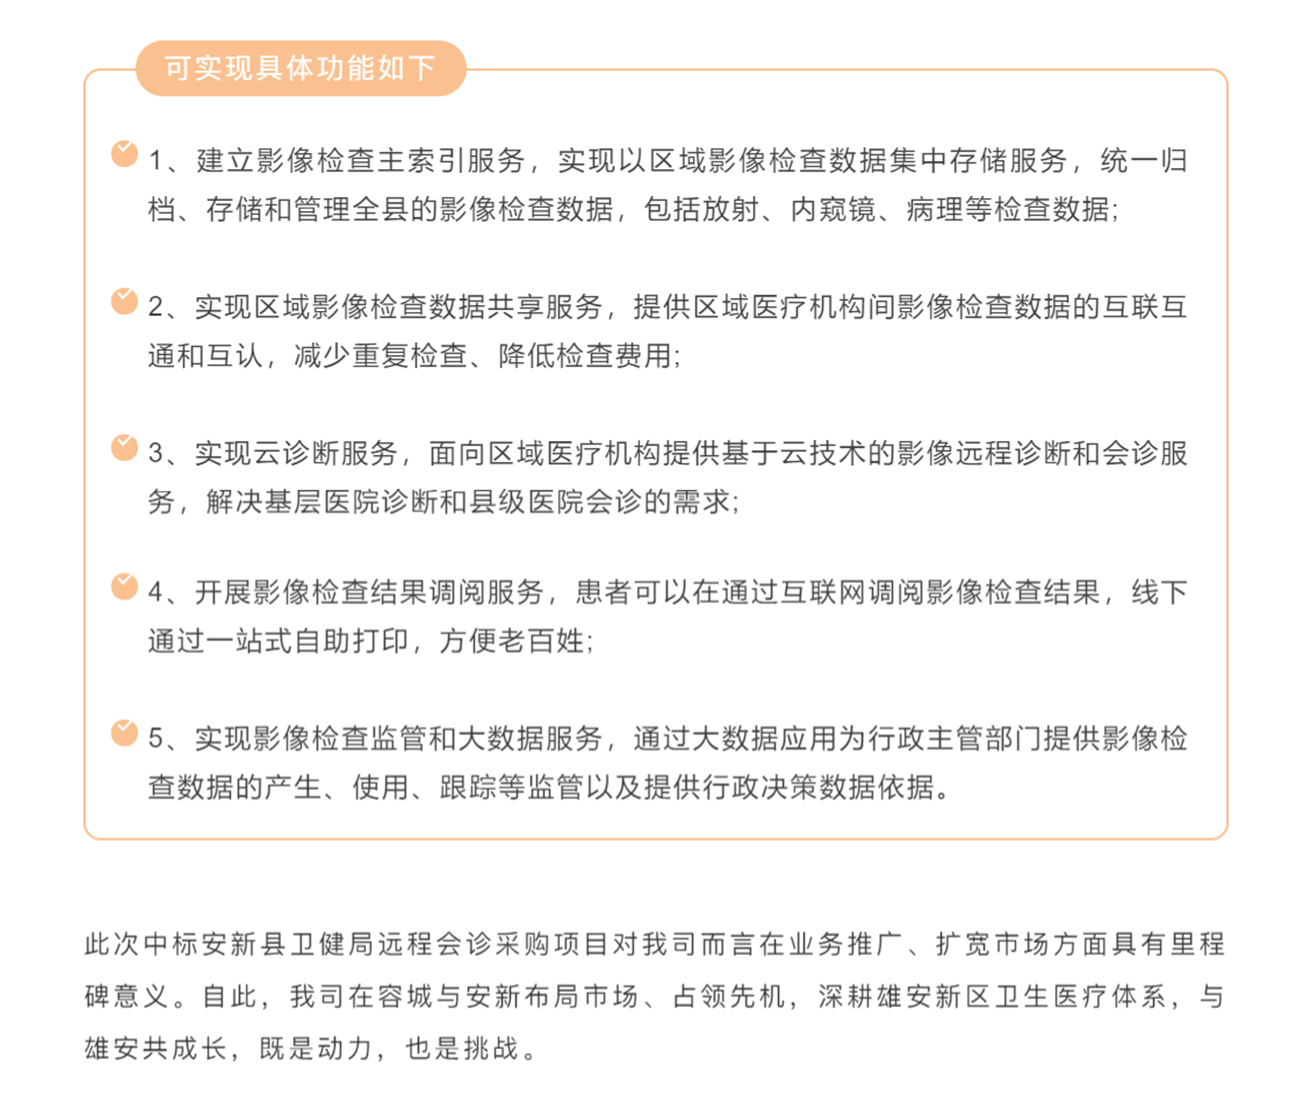 可实现具体功能如下
1、建立影像检查主索引服务，实现以区域影像检查数据集中存储服务，统一归
档、存储和管理全县的影像检查数据，包括放射、内窥镜、病理等检查数据;
2、实现区域影像检查数据共享服务，提供区域医疗机构间影像检查数据的互联互
通和互认，减少重复检查、降低检查费用;
3、实现云诊断服务，面向区域医疗机构提供基于云技术的影像远程诊断和会诊服
务，解决基层医院诊断和县级医院会诊的需求;
4、开展影像检查结果调阅服务，患者可以在通过互联网调阅影像检查结果，线下
通过一站式自助打印，方便老百姓;
5、实现影像检查监管和大数据服务，通过大数据应用为行政主管部门提供影像检
查数据的产生、使用、跟踪等监管以及提供行政决策数据依据。
此次中标安新县卫健局远程会诊采购项目对我司而言在业务推广、扩宽市场方面具有里程
碑意义。自此，我司在容城与安新布局市场、占领先机，深耕雄安新区卫生医疗体系，与
雄安共成长，既是动力，也是挑战。